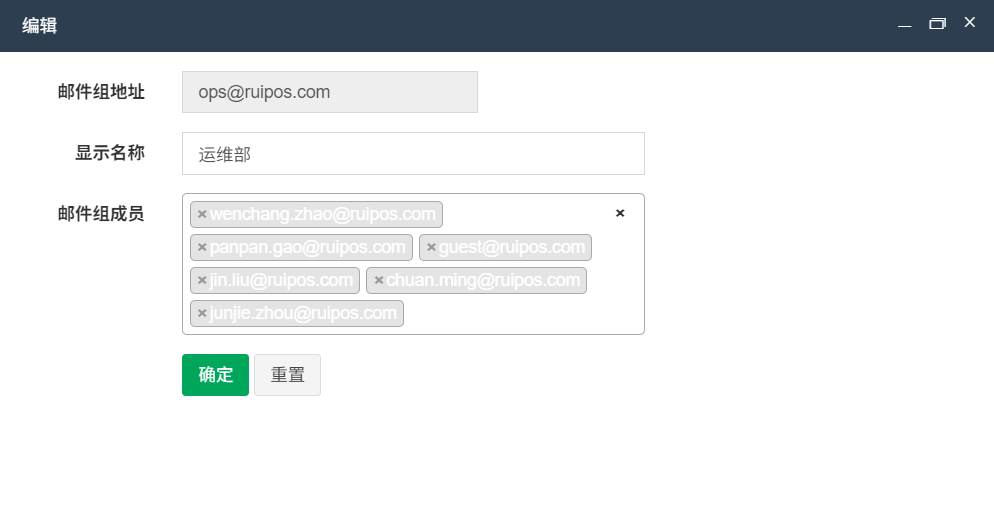 编辑
邮件组地址 ops@ruipos.com
显示名称 运维部
邮件组成员 ×wenchang.zhao@ruipos.com ×
×panpan.gao@ruipos.com ×guest@ruipos.com
×jin.liu@ruipos.com ×chuan.ming@ruipos.com
×junjie.zhou@ruipos.com
确定 重置